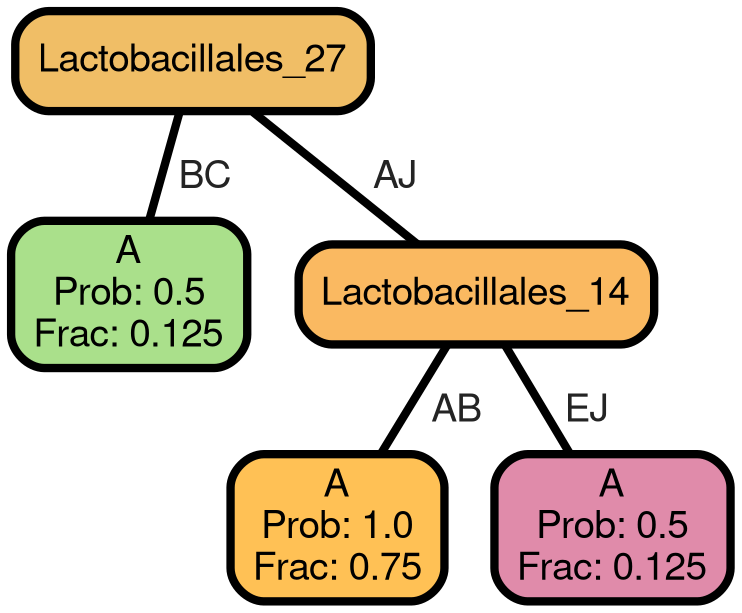 Lactobacillales_27
BC
AJ
A
Prob: 0.5
Frac: 0.125
Lactobacillales_14
AB
EJ
A
Prob: 1.0
Frac: 0.75
A
Prob: 0.5
Frac: 0.125